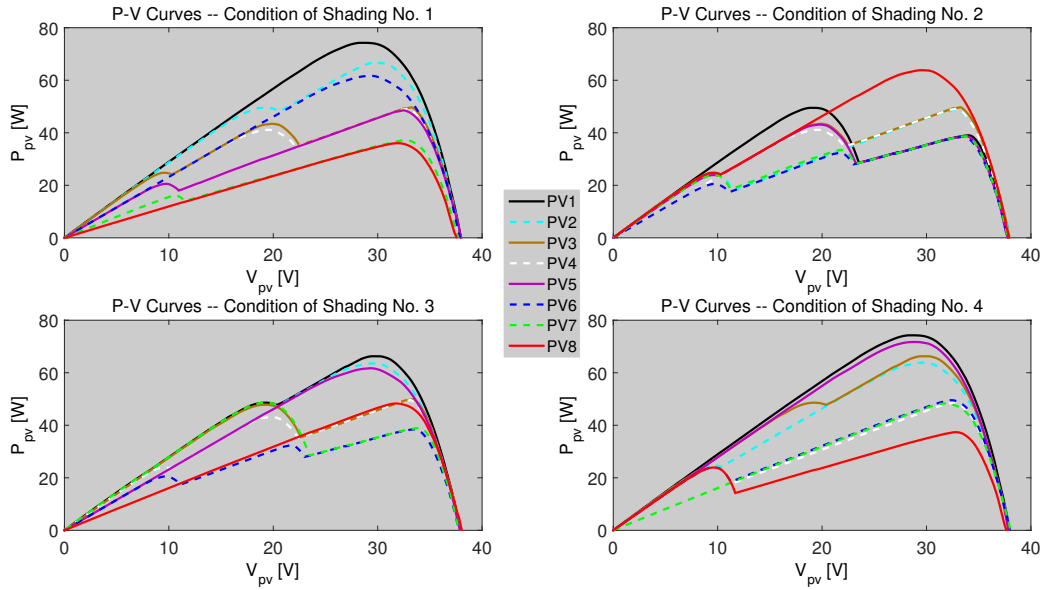 P-V Curves -- Condition of Shading No. 1
80
60
40
20
0
P_pv [W]
0 10 20 30 40
V_pv [V]
P-V Curves -- Condition of Shading No. 2
80
60
40
20
0
P_pv [W]
0 10 20 30 40
V_pv [V]
PV1
PV2
PV3
PV4
PV5
PV6
PV7
PV8
P-V Curves -- Condition of Shading No. 3
80
60
40
20
0
P_pv [W]
0 10 20 30 40
V_pv [V]
P-V Curves -- Condition of Shading No. 4
80
60
40
20
0
P_pv [W]
0 10 20 30 40
V_pv [V]